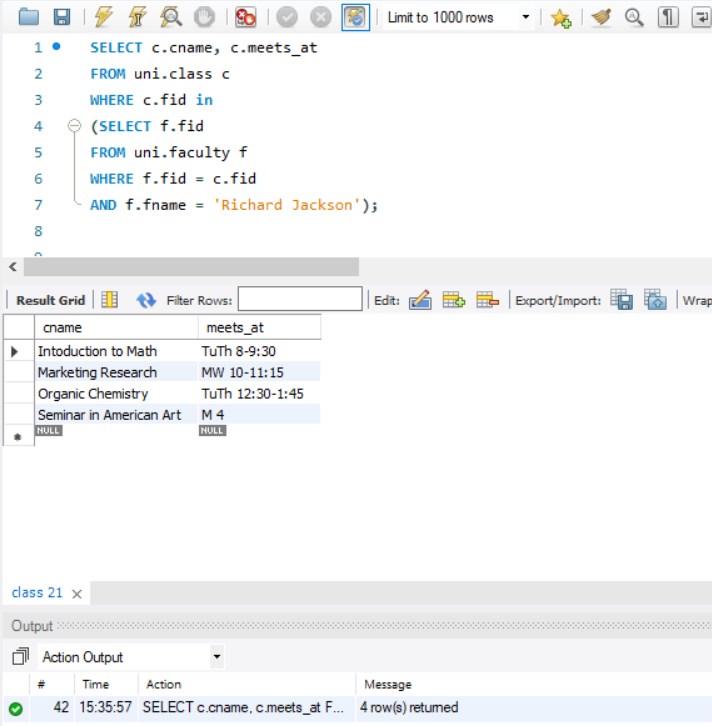 Limit to 1000 rows
1 SELECT c.cname, c.meets_at
2 FROM uni.class c
3 WHERE c.fid in
4 (SELECT f.fid
5 FROM uni.faculty f
6 WHERE f.fid = c.fid
7 AND f.fname = 'Richard Jackson');
8
Result Grid Filter Rows: Edit: Export/Import: Wrap
cname meets_at
Intoduction to Math TuTh 8-9:30
Marketing Research MW 10-11:15
Organic Chemistry TuTh 12:30-1:45
Seminar in American Art M 4
NULL NULL
class 21
Output
Action Output
# Time Action Message
42 15:35:57 SELECT c.cname, c.meets_at F... 4 row(s) returned